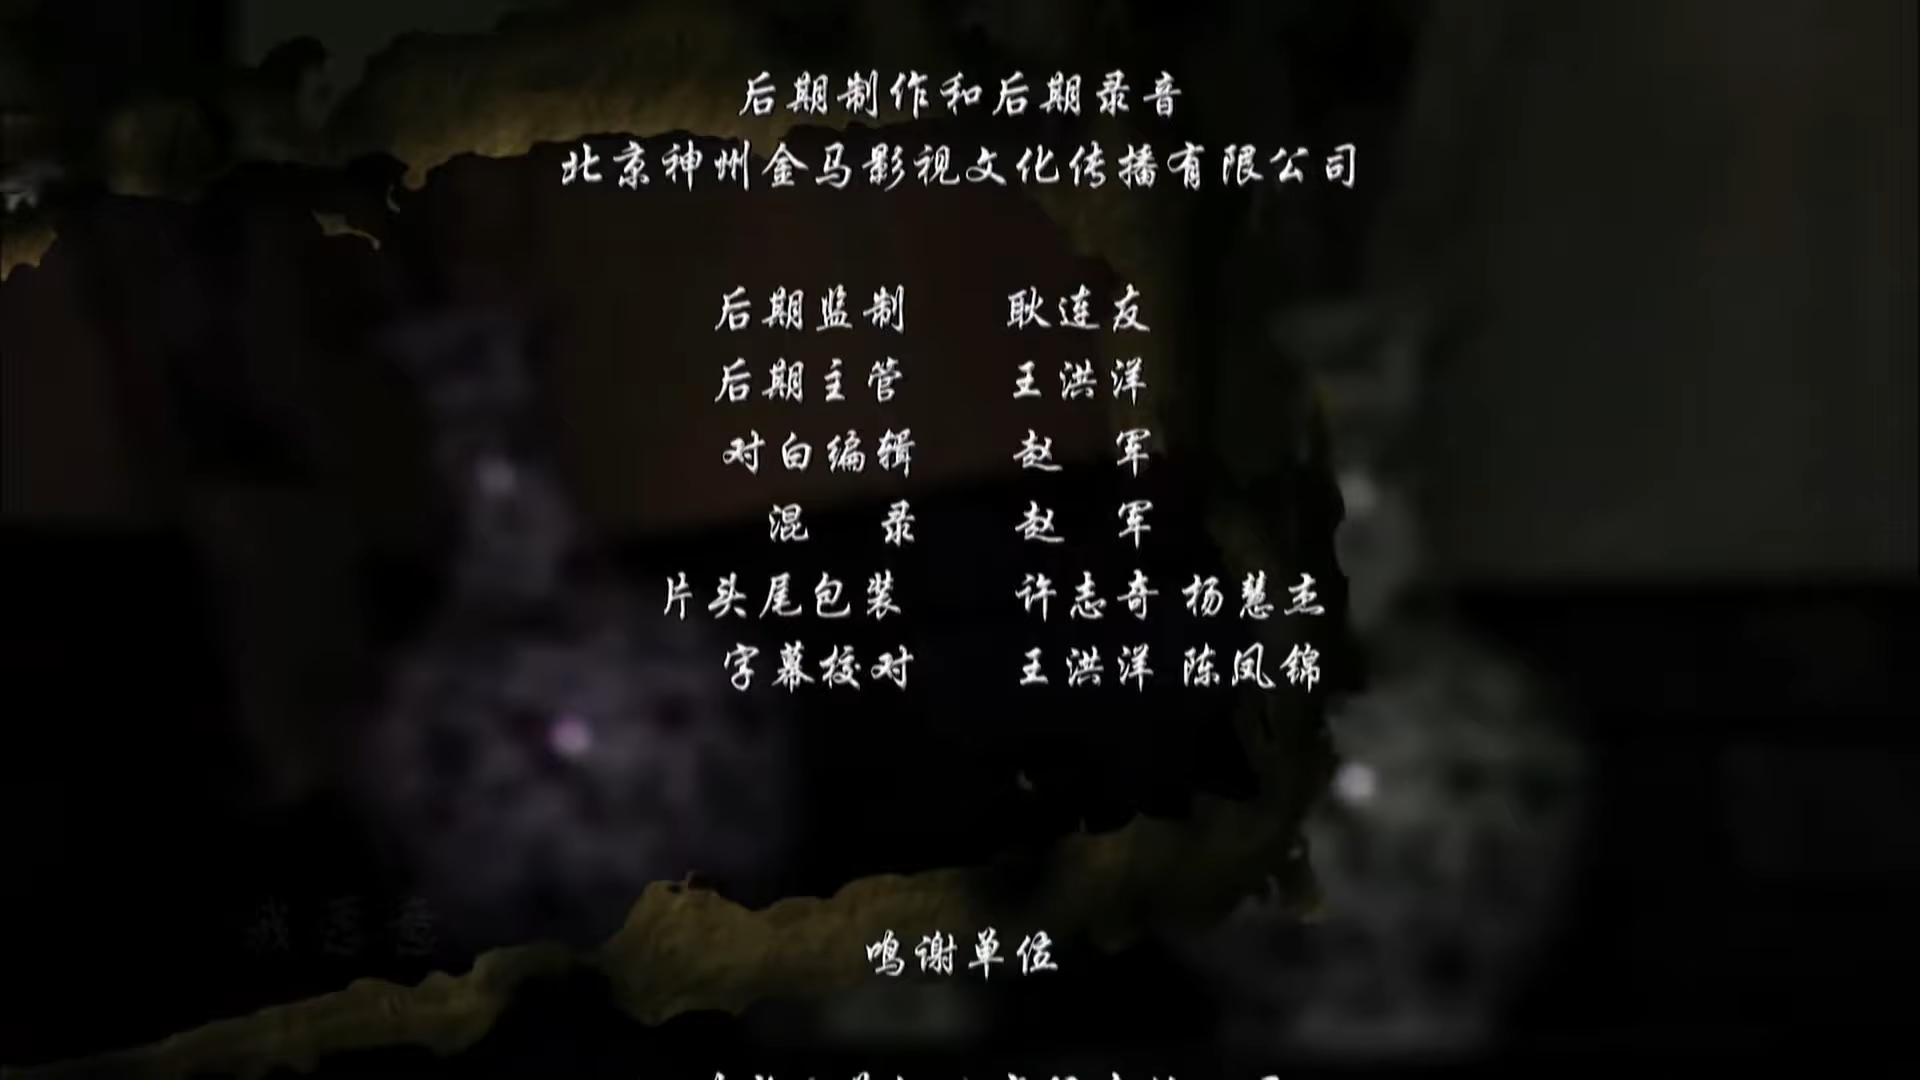 后期制作和后期录音
北京神州金马影视文化传播有限公司
后期监制 耿连友
后期主管 王洪洋
对白编辑 赵 军
混 录 赵 军
片头尾包装 许志奇 杨慧杰
字幕校对 王洪洋 陈凤锦
鸣谢单位